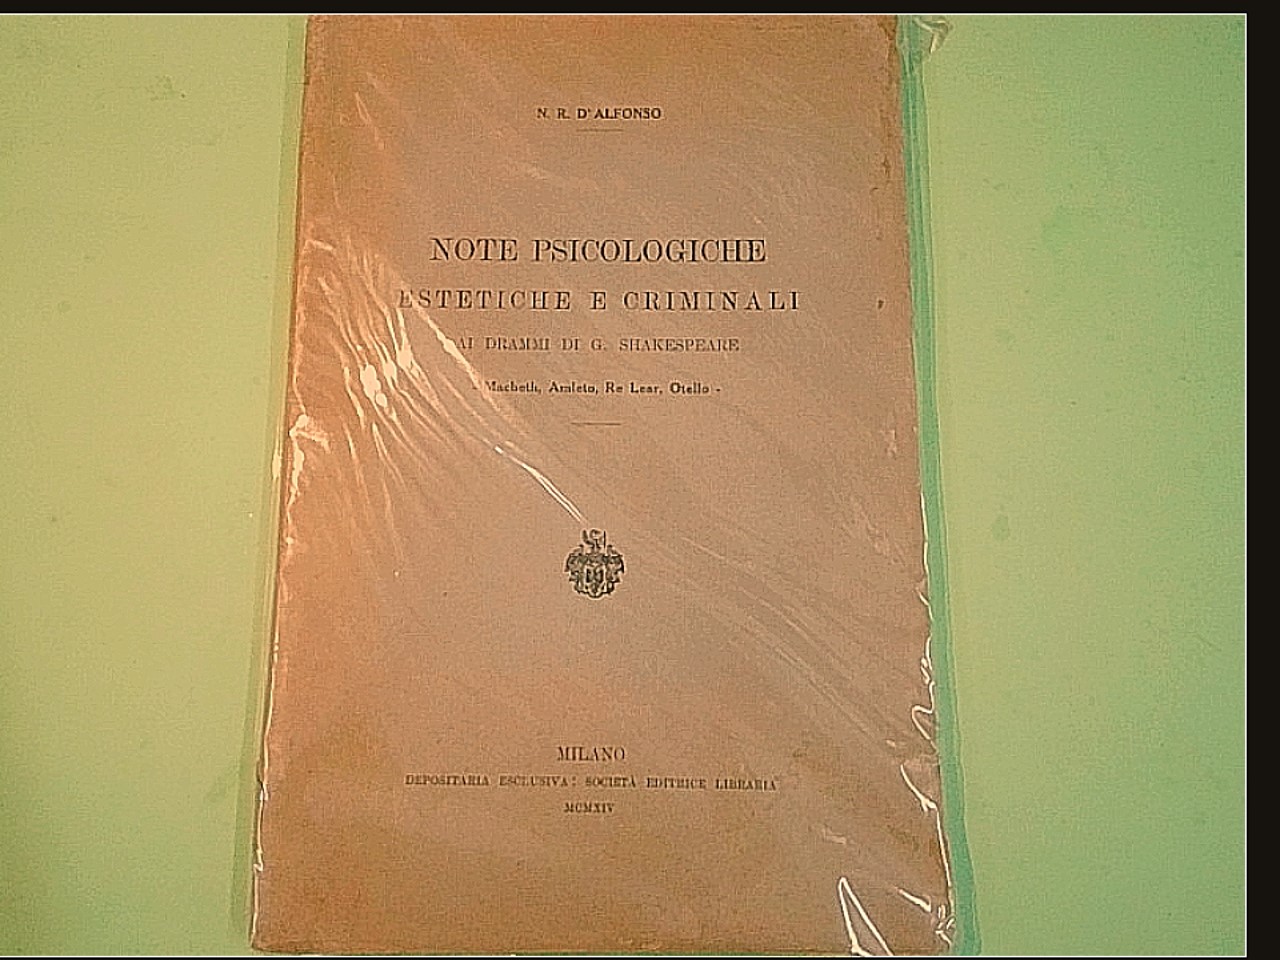 N. R. D'ALFONSO
NOTE PSICOLOGICHE
ESTETICHE E CRIMINALI
AI DRAMMI DI G. SHAKESPEARE
- Macbeth, Amleto, Re Lear, Otello -
MILANO
DEPOSITARIA ESCLUSIVA: SOCIETÀ EDITRICE LIBRARIA
MCMXIV